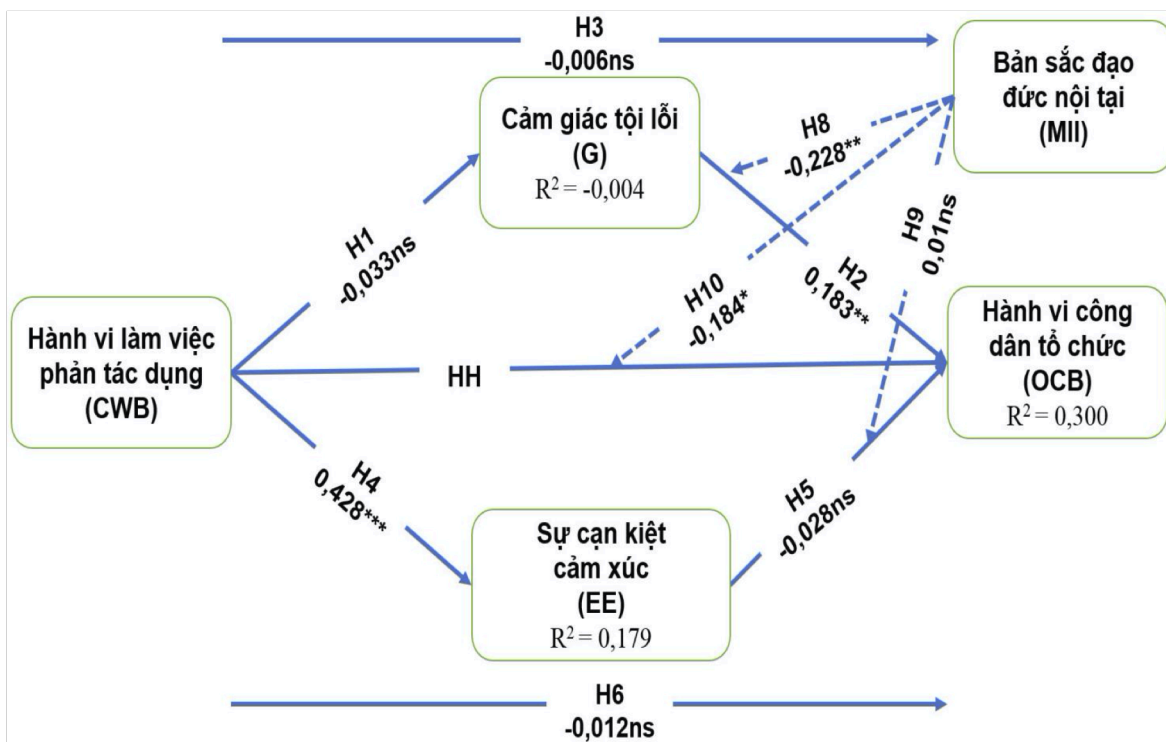 H3
-0,006ns
Bản sắc đạo
đức nội tại
(MII)
Cảm giác tội lỗi
(G)
R² = -0,004
H8
-0,228**
H1
-0,033ns
H9
0,01ns
H10
-0,184*
H2
0,183**
Hành vi làm việc
phản tác dụng
(CWB)
HH
Hành vi công
dân tổ chức
(OCB)
R² = 0,300
H4
0,428***
H5
-0,028ns
Sự cạn kiệt
cảm xúc
(EE)
R² = 0,179
H6
-0,012ns